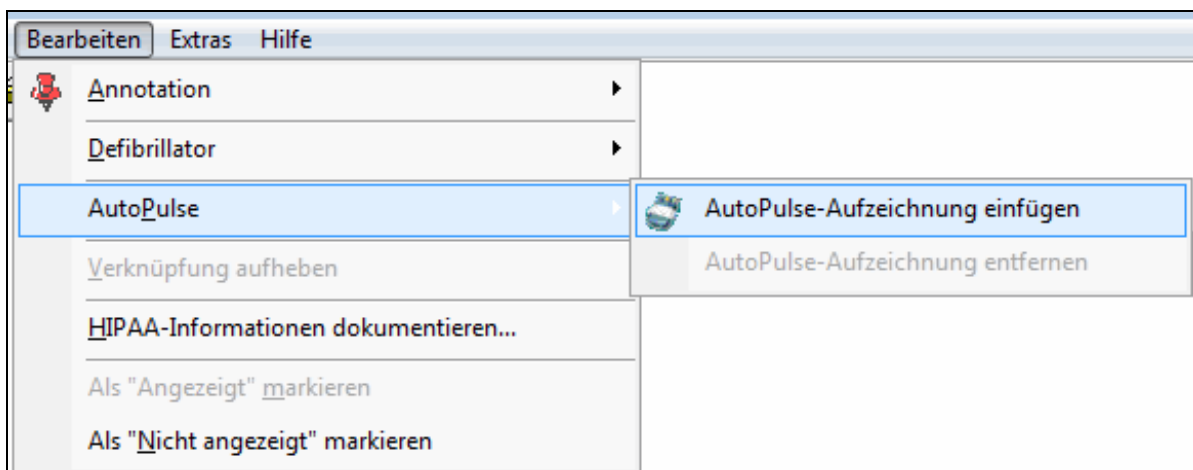 Bearbeiten Extras Hilfe
Annotation
Defibrillator
AutoPulse
AutoPulse-Aufzeichnung einfügen
AutoPulse-Aufzeichnung entfernen
Verknüpfung aufheben
HIPAA-Informationen dokumentieren...
Als "Angezeigt" markieren
Als "Nicht angezeigt" markieren